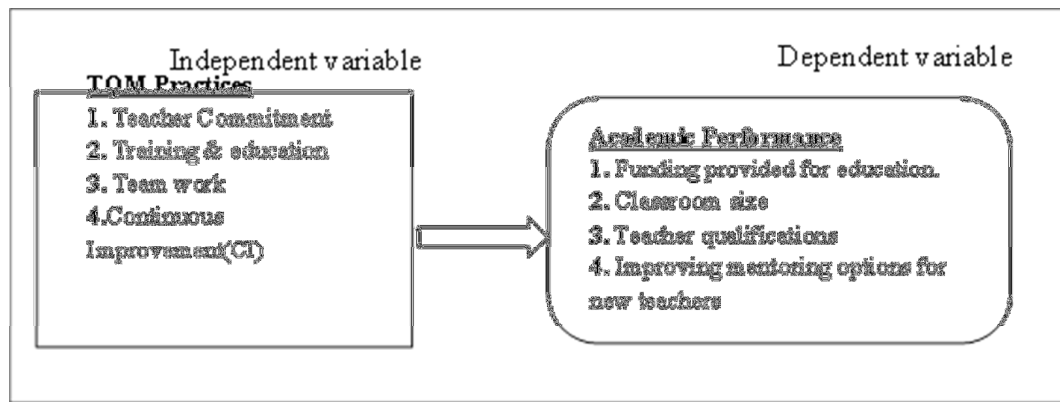 Independent variable
TQM Practices
1. Teacher Commitment
2. Training & education
3. Team work
4.Continuous
Improvement(CI)
Dependent variable
Academic Performance
1. Funding provided for education.
2. Classroom size
3. Teacher qualifications
4. Improving mentoring options for
new teachers